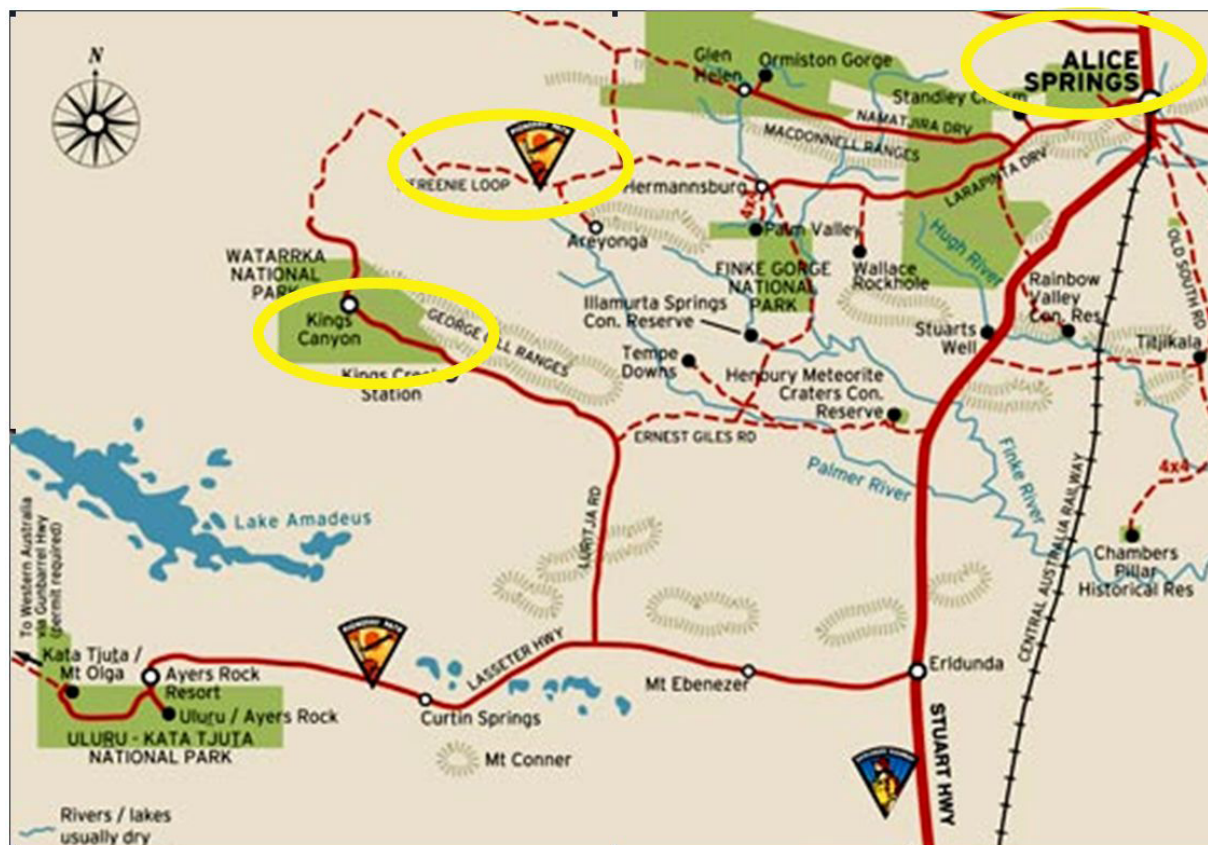 N
Glen
Helen
Ormiston Gorge
ALICE
SPRINGS
Standley
NAMATJIRA DRV
MACDONNELL RANGES
LARAPINTA DRV
LOOP
Hermannsburg
4x4
Areyonga
Palm Valley
Hugh River
OLD SOUTH RD
WATARRKA
NATIONAL
PARK
FINKE GORGE
NATIONAL
PARK
Wallace
Rockhole
Rainbow
Valley
Con. Res
Illamurta Springs
Con. Reserve
Kings
Canyon
GEORGE GILL RANGES
Stuarts
Well
Titjikala
Tempe
Downs
Kings Creek
Station
Henbury Meteorite
Craters Con.
Reserve
ERNEST GILES RD
Palmer River
Finke River
4x4
Lake Amadeus
LURITJA RD
CENTRAL AUSTRALIA RAILWAY
Chambers
Pillar
Historical Res
To Western Australia
via Gunbarrel Hwy
(permit required)
Kata Tjuta /
Mt Olga
Ayers Rock
Resort
Uluru / Ayers Rock
ULURU - KATA TJUTA
NATIONAL PARK
LASSETER HWY
Curtin Springs
Mt Ebenezer
Erldunda
Mt Conner
STUART HWY
Rivers / lakes
usually dry